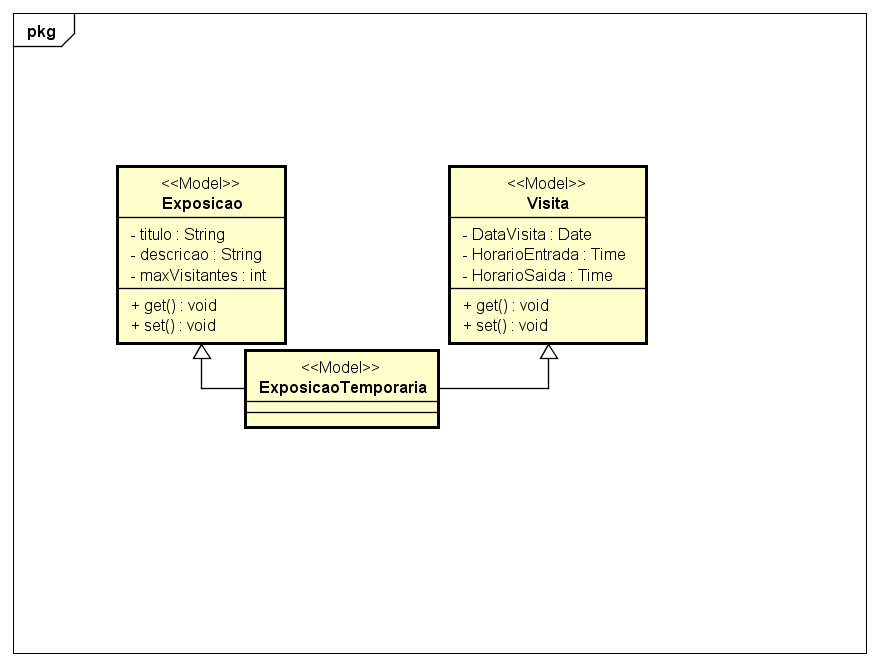 pkg
<<Model>>
Exposicao
- titulo : String
- descricao : String
- maxVisitantes : int
+ get() : void
+ set() : void
<<Model>>
Visita
- DataVisita : Date
- HorarioEntrada : Time
- HorarioSaida : Time
+ get() : void
+ set() : void
<<Model>>
ExposicaoTemporaria